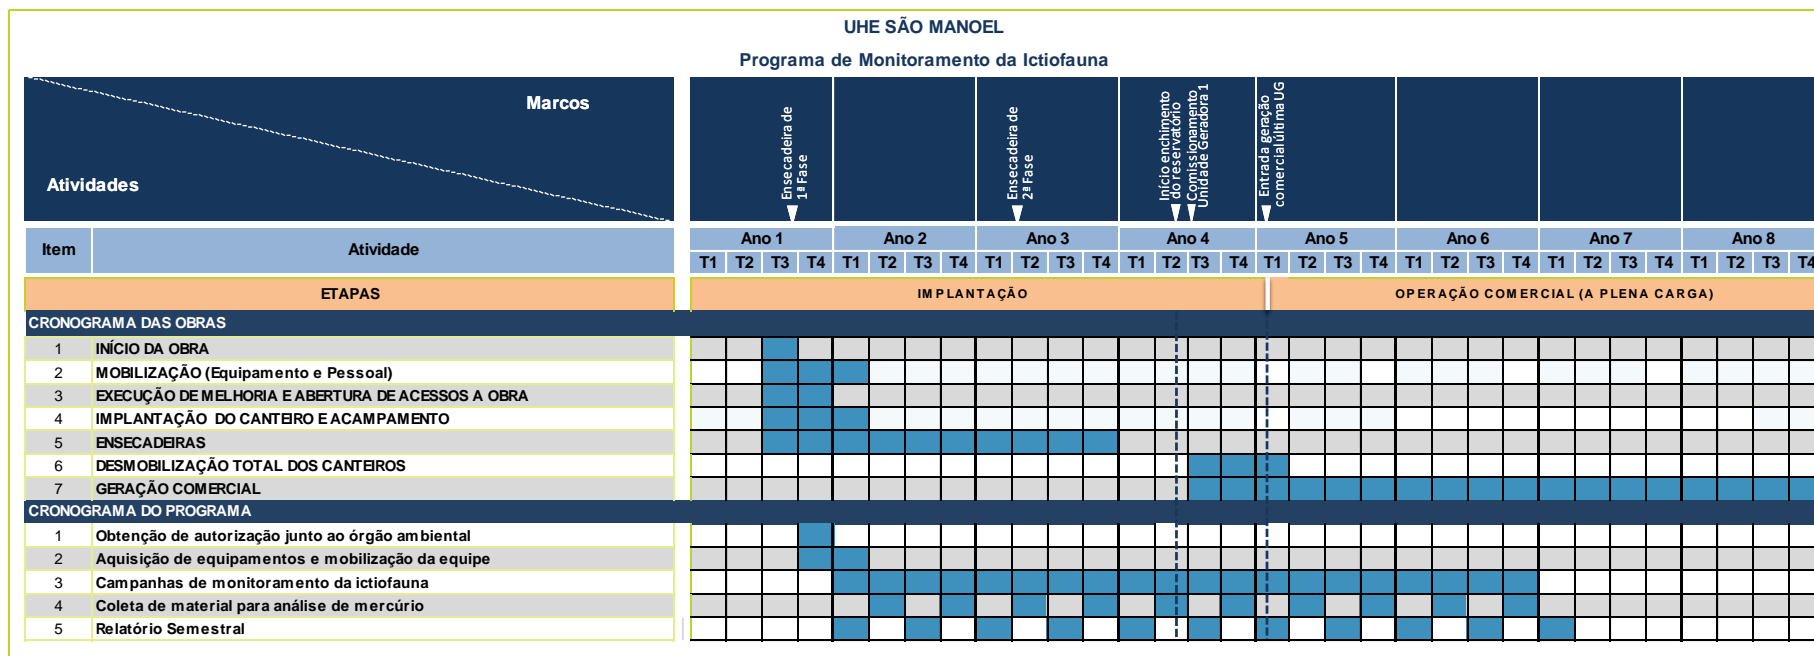 UHE SÃO MANOEL
Programa de Monitoramento da Ictiofauna
Marcos
Atividades
Ensecadeira de
1ª Fase
Ensecadeira de
2ª Fase
Início enchimento
do reservatório
Comissionamento
Unidade Geradora 1
Entrada geração
comercial última UG
Item Atividade Ano 1 Ano 2 Ano 3 Ano 4 Ano 5 Ano 6 Ano 7 Ano 8
T1 T2 T3 T4 T1 T2 T3 T4 T1 T2 T3 T4 T1 T2 T3 T4 T1 T2 T3 T4 T1 T2 T3 T4 T1 T2 T3 T4 T1 T2 T3 T4
ETAPAS IMPLANTAÇÃO OPERAÇÃO COMERCIAL (A PLENA CARGA)
CRONOGRAMA DAS OBRAS
1 INÍCIO DA OBRA
2 MOBILIZAÇÃO (Equipamento e Pessoal)
3 EXECUÇÃO DE MELHORIA E ABERTURA DE ACESSOS A OBRA
4 IMPLANTAÇÃO DO CANTEIRO E ACAMPAMENTO
5 ENSECADEIRAS
6 DESMOBILIZAÇÃO TOTAL DOS CANTEIROS
7 GERAÇÃO COMERCIAL
CRONOGRAMA DO PROGRAMA
1 Obtenção de autorização junto ao órgão ambiental
2 Aquisição de equipamentos e mobilização da equipe
3 Campanhas de monitoramento da ictiofauna
4 Coleta de material para análise de mercúrio
5 Relatório Semestral